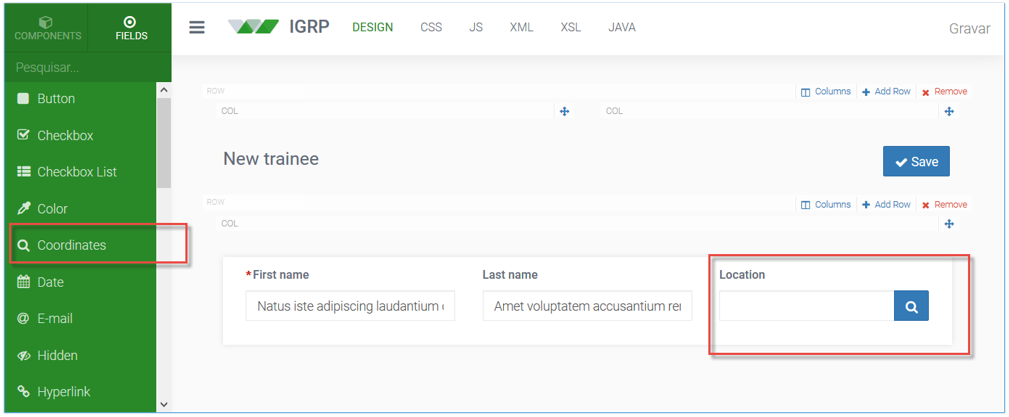 COMPONENTS
FIELDS
IGRP
DESIGN
CSS
JS
XML
XSL
JAVA
Gravar
Pesquisar...
Button
Checkbox
Checkbox List
Color
Coordinates
Date
E-mail
Hidden
Hyperlink
ROW
Columns
Add Row
Remove
COL
COL
New trainee
Save
ROW
Columns
Add Row
Remove
COL
*First name
Last name
Location
Natus iste adipiscing laudantium
Amet voluptatem accusantium